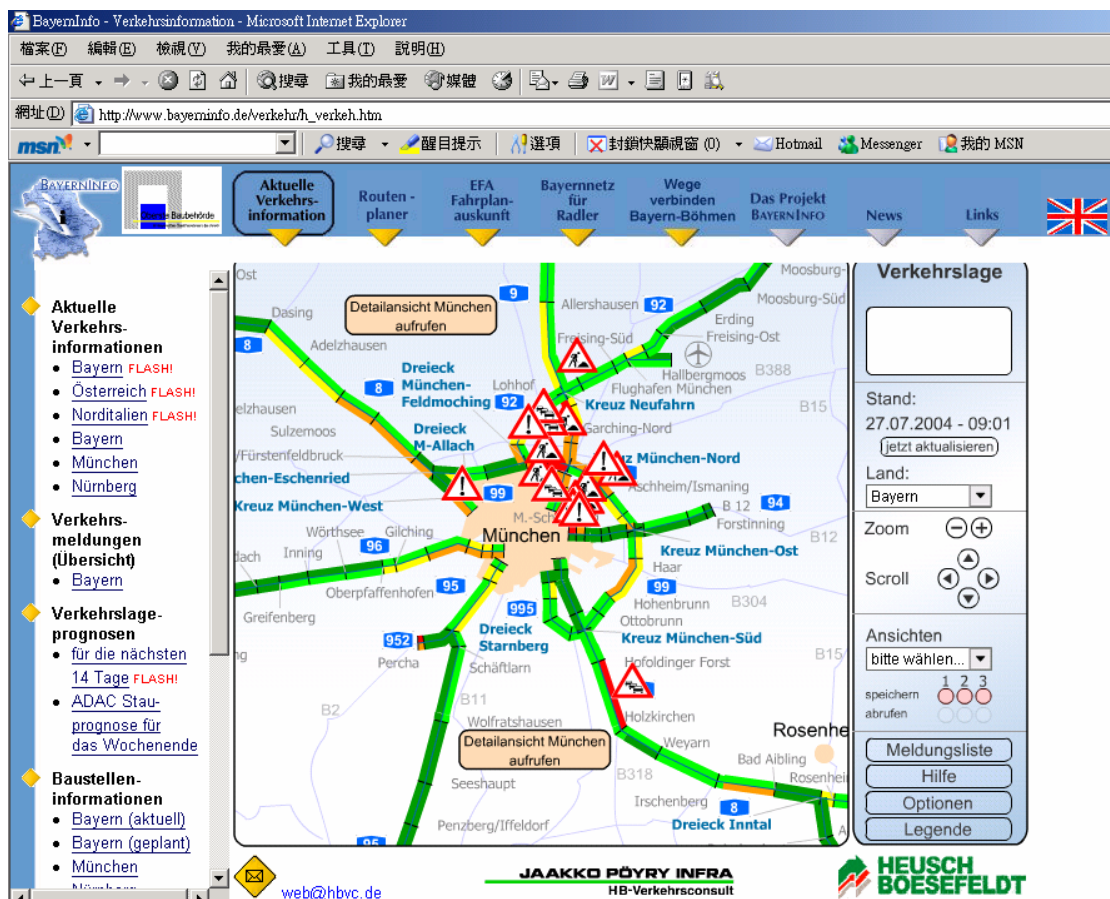 BayernInfo - Verkehrsinformation - Microsoft Internet Explorer
檔案(F) 編輯(E) 檢視(V) 我的最愛(A) 工具(T) 說明(H)
上一頁 搜尋 我的最愛 媒體
網址(D) http://www.bayerninfo.de/verkehr/h_verkeh.htm
msn 搜尋 醒目提示 選項 封鎖快顯視窗 (0) Hotmail Messenger 我的 MSN
BAYERNINFO
Baubehörde
Aktuelle
Verkehrs-
information
Routen -
planer
EFA
Fahrplan-
auskunft
Bayernnetz
für
Radler
Wege
verbinden
Bayern-Böhmen
Das Projekt
BAYERNINFO
News
Links
Aktuelle
Verkehrs-
informationen
Bayern FLASH!
Österreich FLASH!
Norditalien FLASH!
Bayern
München
Nürnberg
Verkehrs-
meldungen
(Übersicht)
Bayern
Verkehrslage-
prognosen
für die nächsten
14 Tage FLASH!
ADAC Stau-
prognose für
das Wochenende
Baustellen-
informationen
Bayern (aktuell)
Bayern (geplant)
München
Nürnberg
Ost
Dasing
Detailansicht München
aufrufen
9
Allershausen
92
Moosburg-
Moosburg-Süd
Erding
Freising-Ost
Freising-Süd
8
Adelzhausen
Dreieck
München-
Feldmoching
8
92
Lohhof
Hallbergmoos
B388
Flughafen München
Kreuz Neufahrn
B15
elzhausen
Sulzemoos
Dreieck
M-Allach
Garching-Nord
/Fürstenfeldbruck
chen-Eschenried
uz München-Nord
Aschheim/Ismaning
Kreuz München-West
99
B 12
94
Forstinning
M.-Sch
München
Wörthsee
Gilching
96
B12
dach
Inning
Kreuz München-Ost
Haar
Oberpfaffenhofen
95
99
Greifenberg
995
Hohenbrunn
B304
Ottobrunn
Dreieck
Starnberg
Kreuz München-Süd
952
Percha
Schäftlarn
Hofoldinger Forst
B15
ng
B2
B11
Wolfratshausen
Holzkirchen
Rosenhe
Detailansicht München
aufrufen
Weyarn
Bad Aibling
Rosenhei
Seeshaupt
B318
Irschenberg
8
Penzberg/Iffeldorf
Dreieck Inntal
A
95
Verkehrslage
Stand:
27.07.2004 - 09:01
jetzt aktualisieren
Land:
Bayern
Zoom
Scroll
Ansichten
bitte wählen...
1 2 3
speichern
abrufen
Meldungsliste
Hilfe
Optionen
Legende
web@hbvc.de
JAAKKO PÖYRY INFRA
HB-Verkehrsconsult
HEUSCH
BOESEFELDT